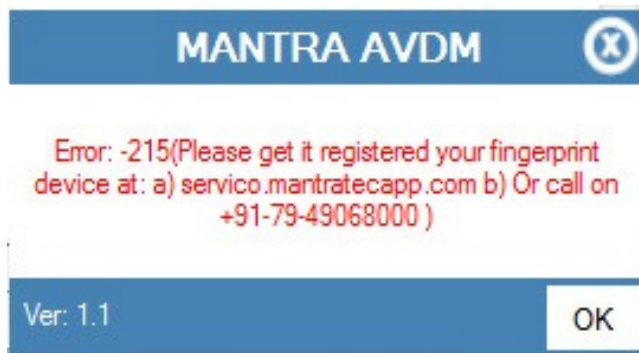 MANTRA AVDM
X
Error: -215(Please get it registered your fingerprint
device at: a) servico.mantratecapp.com b) Or call on
+91-79-49068000 )
Ver: 1.1
OK